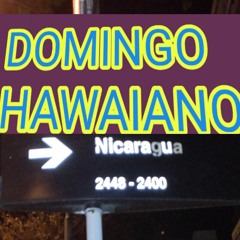 DOMINGO
HAWAIANO
Nicaragua
2448 - 2400